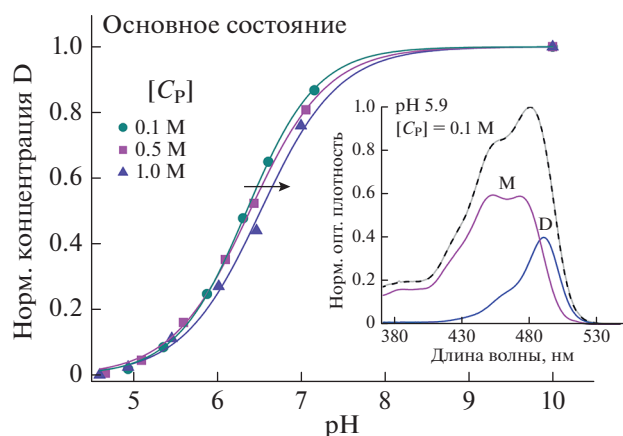 Основное состояние
Норм. концентрация D
1.0
0.8
0.6
0.4
0.2
0
[C_P]
0.1 M
0.5 M
1.0 M
5
6
7
8
9
10
pH
Норм. опт. плотность
1.0
0.8
0.6
0.4
0.2
0
pH 5.9
[C_P] = 0.1 M
M
D
380
430
480
530
Длина волны, нм